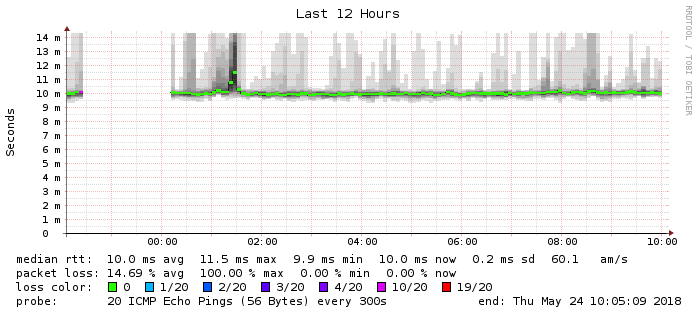 Last 12 Hours
RRDTOOL / TOBI OETIKER
Seconds
14 m
13 m
12 m
11 m
10 m
9 m
8 m
7 m
6 m
5 m
4 m
3 m
2 m
1 m
0
00:00 02:00 04:00 06:00 08:00 10:00
median rtt: 10.0 ms avg 11.5 ms max 9.9 ms min 10.0 ms now 0.2 ms sd 60.1 am/s
packet loss: 14.69 % avg 100.00 % max 0.00 % min 0.00 % now
loss color: 0 1/20 2/20 3/20 4/20 10/20 19/20
probe: 20 ICMP Echo Pings (56 Bytes) every 300s end: Thu May 24 10:05:09 2018